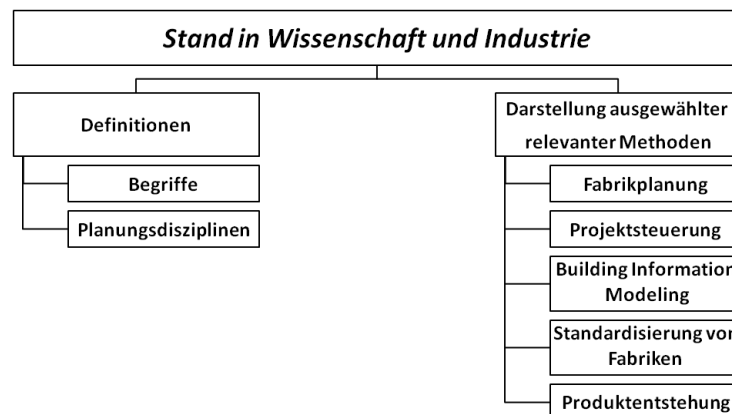 Stand in Wissenschaft und Industrie
Definitionen
Begriffe
Planungsdisziplinen
Darstellung ausgewählter
relevanter Methoden
Fabrikplanung
Projektsteuerung
Building Information
Modeling
Standardisierung von
Fabriken
Produktentstehung